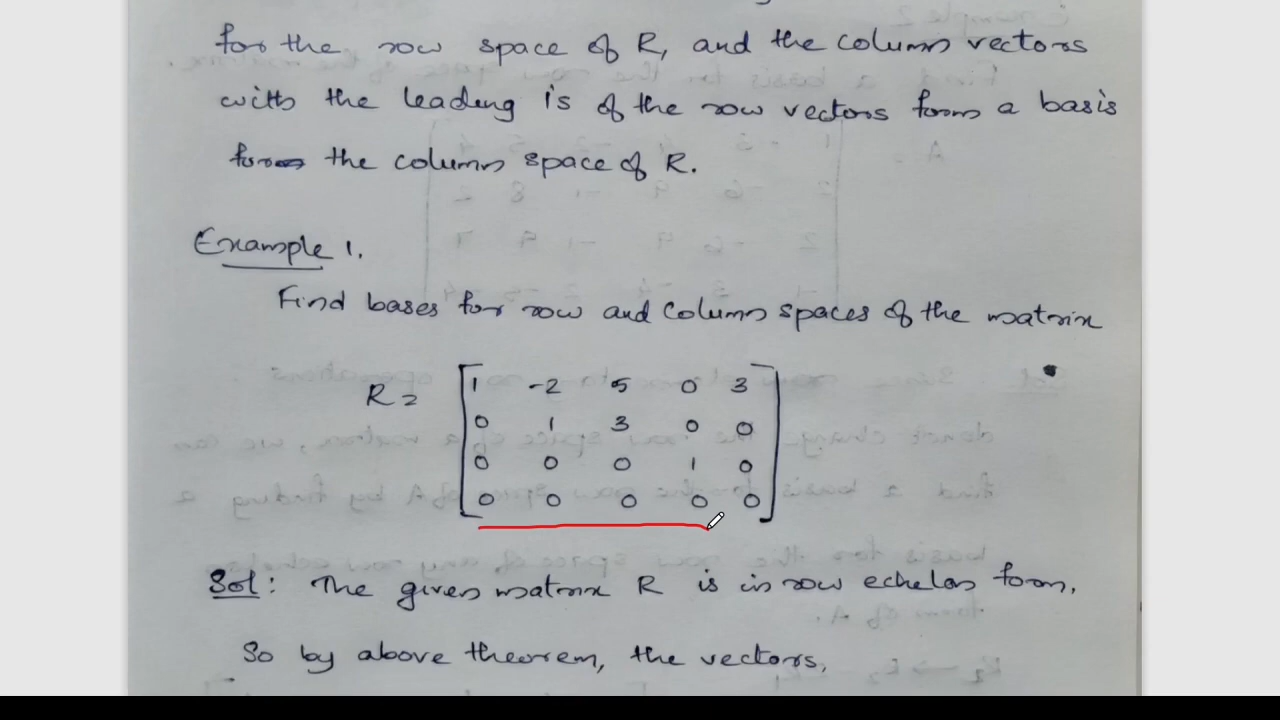 for the row space of R, and the column vectors
with the leading 1's of the row vectors form a basis
for the column space of R.
Example 1.
Find bases for row and column spaces of the matrix
R = [1 -2 5 0 3
0 1 3 0 0
0 0 0 1 0
0 0 0 0 0]
Sol: The given matrix R is in row echelon form.
So by above theorem, the vectors,